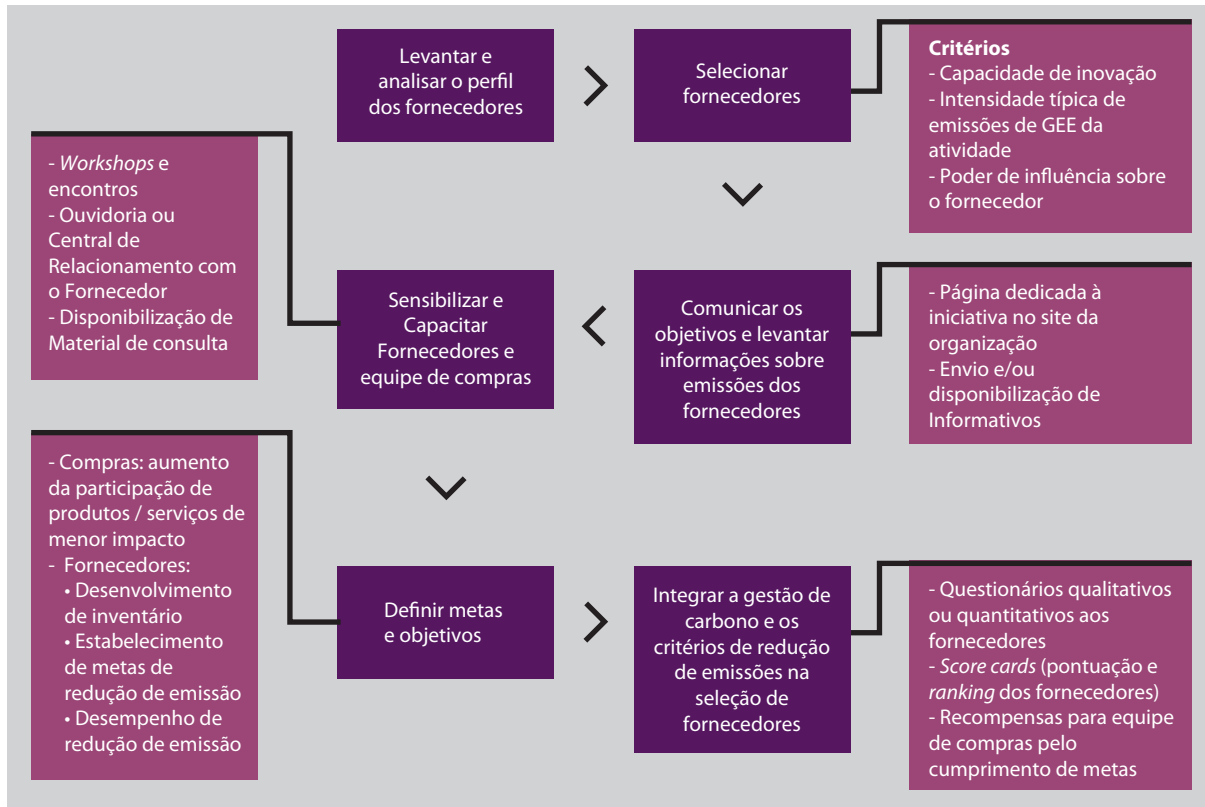 Levantar e
analisar o perfil
dos fornecedores
Selecionar
fornecedores
Critérios
- Capacidade de inovação
- Intensidade típica de
emissões de GEE da
atividade
- Poder de influência sobre
o fornecedor
- Página dedicada à
iniciativa no site da
organização
- Envio e/ou
disponibilização de
Informativos
Comunicar os
objetivos e levantar
informações sobre
emissões dos
fornecedores
Sensibilizar e
Capacitar
Fornecedores e
equipe de compras
- Workshops e
encontros
- Ouvidoria ou
Central de
Relacionamento com
o Fornecedor
- Disponibilização de
Material de consulta
- Compras: aumento
da participação de
produtos / serviços de
menor impacto
- Fornecedores:
• Desenvolvimento
de inventário
• Estabelecimento
de metas de
redução de emissão
• Desempenho de
redução de emissão
Definir metas
e objetivos
Integrar a gestão de
carbono e os
critérios de redução
de emissões na
seleção de
fornecedores
- Questionários qualitativos
ou quantitativos aos
fornecedores
- Score cards (pontuação e
ranking dos fornecedores)
- Recompensas para equipe
de compras pelo
cumprimento de metas